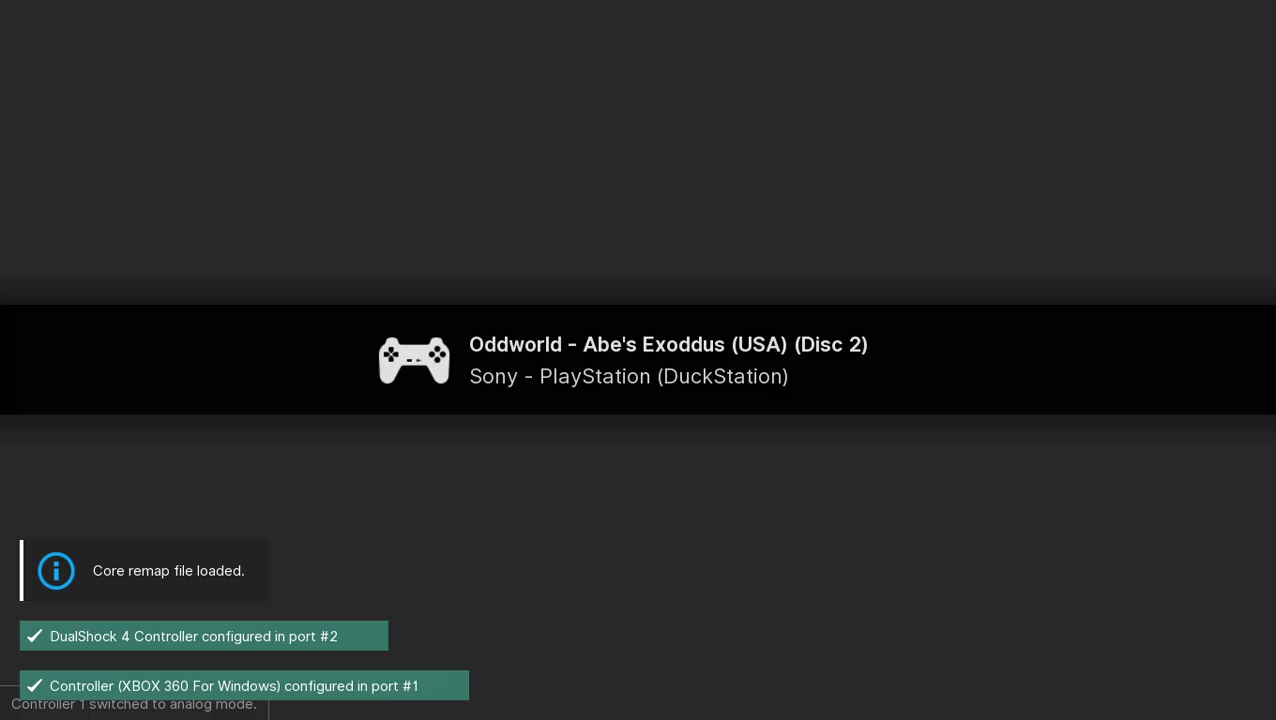 Oddworld - Abe's Exoddus (USA) (Disc 2)
Sony - PlayStation (DuckStation)
Core remap file loaded.
DualShock 4 Controller configured in port #2
Controller (XBOX 360 For Windows) configured in port #1
Controller 1 switched to analog mode.